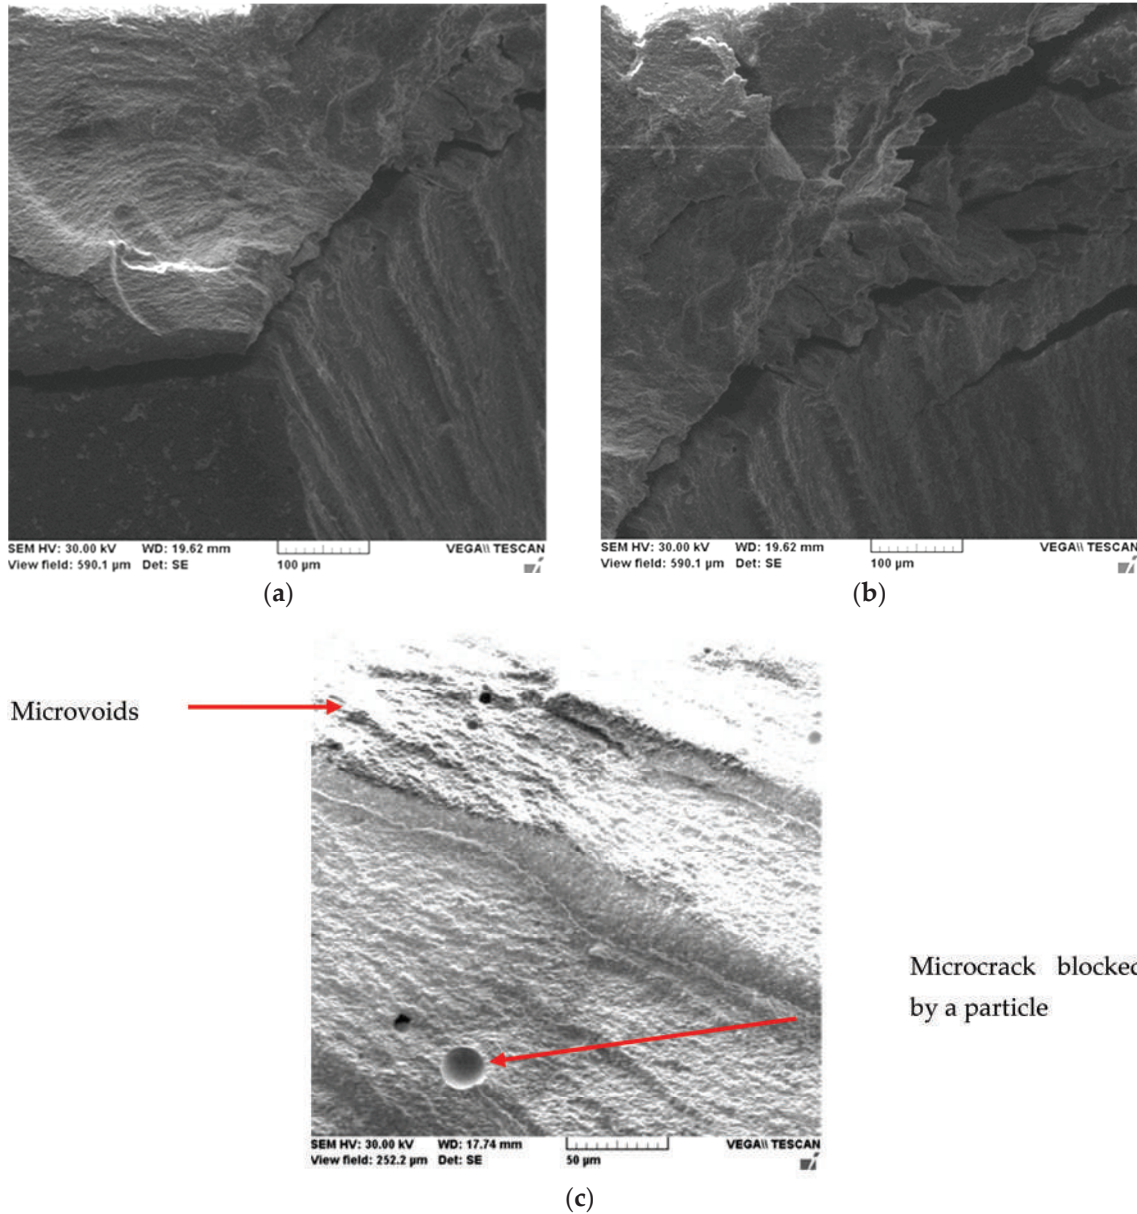 SEM HV: 30.00 kV WD: 19.62 mm VEGA\\ TESCAN
View field: 590.1 µm Det: SE 100 µm
SEM HV: 30.00 kV WD: 19.62 mm VEGA\\ TESCAN
View field: 590.1 µm Det: SE 100 µm
(a)
(b)
Microvoids
Microcrack blocked
by a particle
SEM HV: 30.00 kV WD: 17.74 mm VEGA\\ TESCAN
View field: 252.2 µm Det: SE 50 µm
(c)